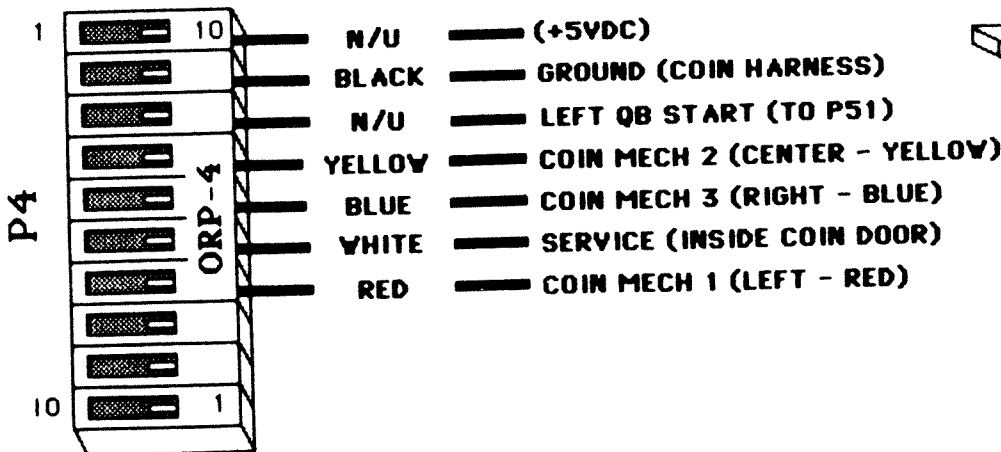 1 10 N/U (+5VDC)
BLACK GROUND (COIN HARNESS)
N/U LEFT QB START (TO P51)
YELLOW COIN MECH 2 (CENTER - YELLOW)
BLUE COIN MECH 3 (RIGHT - BLUE)
WHITE SERVICE (INSIDE COIN DOOR)
RED COIN MECH 1 (LEFT - RED)
P4
ORP-4
10 1